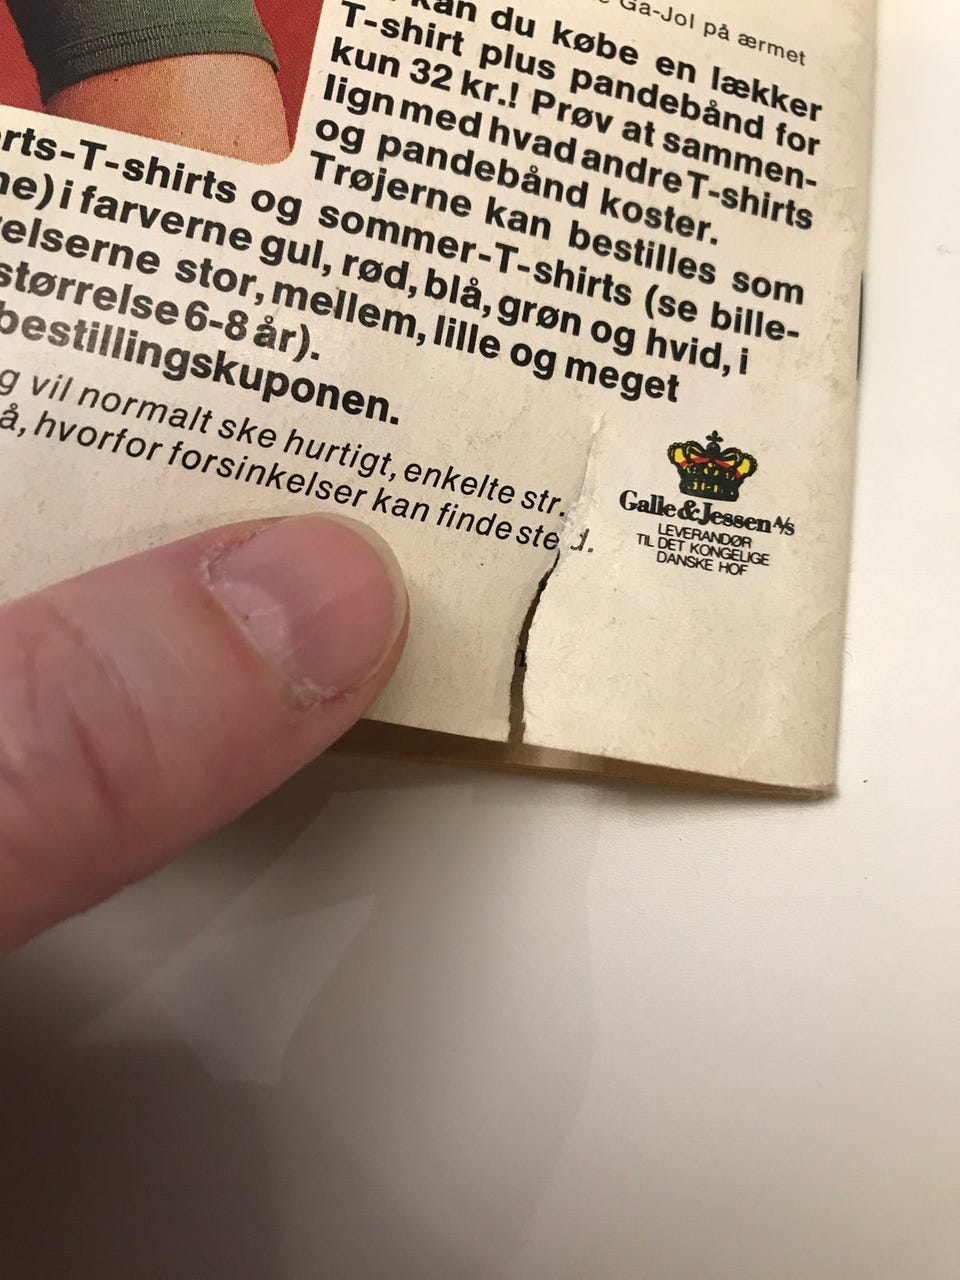 Ga-Jol på ærmet
kan du købe en lækker
T-shirt plus pandebånd for
kun 32 kr.! Prøv at sammen-
lign med hvad andre T-shirts
og pandebånd koster.
Trøjerne kan bestilles som
rts-T-shirts og sommer-T-shirts (se bille-
ne) i farverne gul, rød, blå, grøn og hvid, i
relserne stor, mellem, lille og meget
størrelse 6-8 år).
bestillingskuponen.
g vil normalt ske hurtigt, enkelte str.
å, hvorfor forsinkelser kan finde sted.
Galle & Jessen A/S
LEVERANDØR
TIL DET KONGELIGE
DANSKE HOF